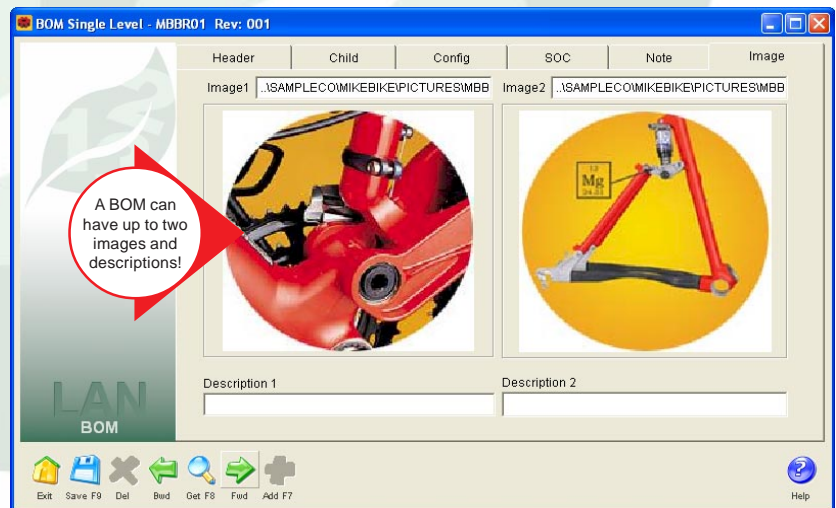 BOM Single Level - MBBR01 Rev: 001
Header Child Config SOC Note Image
Image1 ..\SAMPLECO\MIKEBIKE\PICTURES\MBB Image2 ..\SAMPLECO\MIKEBIKE\PICTURES\MBB
A BOM can
have up to two
images and
descriptions!
Mg
Description 1 Description 2
LAN
BOM
Exit Save F9 Del Bwd Get F8 Fwd Add F7 Help